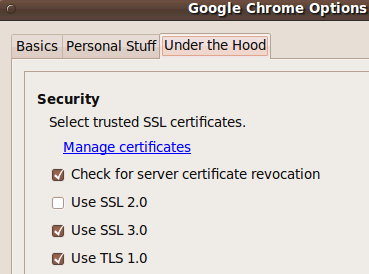 Google Chrome Options
Basics Personal Stuff Under the Hood
Security
Select trusted SSL certificates.
Manage certificates
Check for server certificate revocation
Use SSL 2.0
Use SSL 3.0
Use TLS 1.0